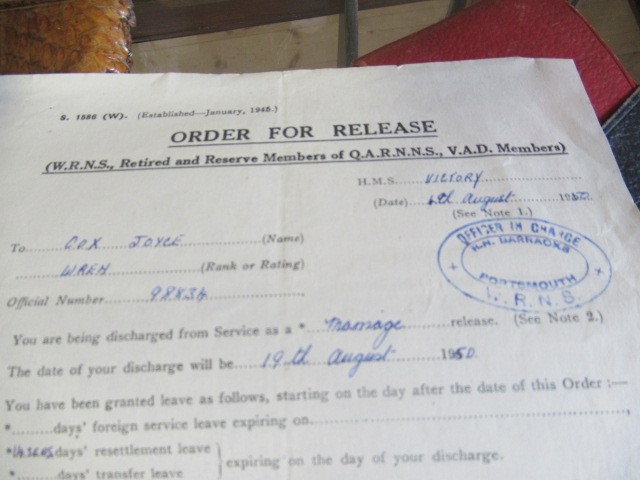 S. 1586 (W). (Established—January, 1945.)
ORDER FOR RELEASE
(W.R.N.S., Retired and Reserve Members of Q.A.R.N.N.S., V.A.D. Members)
H.M.S. VICTORY
(Date) August 19
(See Note 1.)
OFFICER IN CHARGE
R.N. BARRACKS
PORTSMOUTH
W.R.N.S.
To COX JOYCE (Name)
WREN (Rank or Rating)
Official Number 98834
You are being discharged from Service as a * Marriage release. (See Note 2.)
The date of your discharge will be 19th August 1950.
You have been granted leave as follows, starting on the day after the date of this Order :—
*........days' foreign service leave expiring on
* days' resettlement leave
*........days' transfer leave
expiring on the day of your discharge.